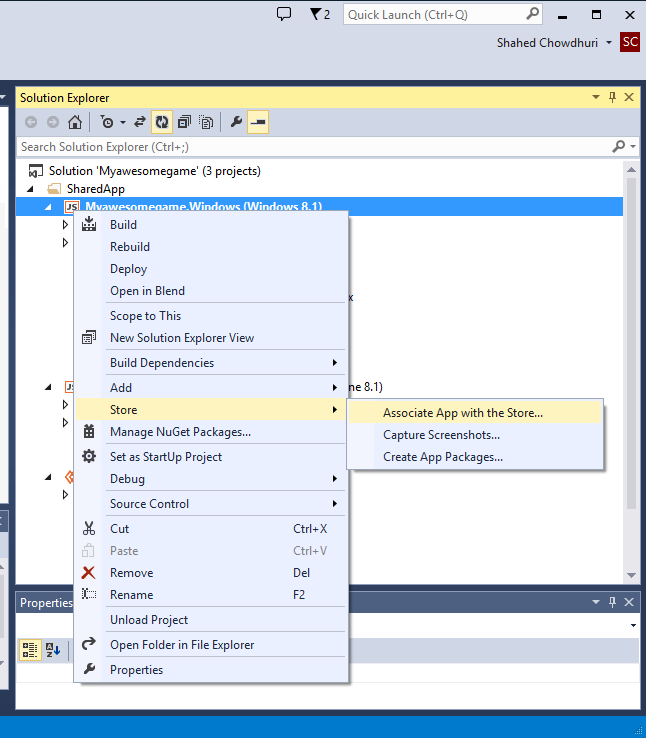 2
Quick Launch (Ctrl+Q)
Shahed Chowdhuri
SC
Solution Explorer
Search Solution Explorer (Ctrl+;)
Solution 'Myawesomegame' (3 projects)
SharedApp
JS Myawesomegame.Windows (Windows 8.1)
Build
Rebuild
Deploy
Open in Blend
Scope to This
New Solution Explorer View
Build Dependencies
Add
Store
Manage NuGet Packages...
Set as StartUp Project
Debug
Source Control
Cut Ctrl+X
Paste Ctrl+V
Remove Del
Rename F2
Unload Project
Open Folder in File Explorer
Properties
8.1)
Associate App with the Store...
Capture Screenshots...
Create App Packages...
Properties